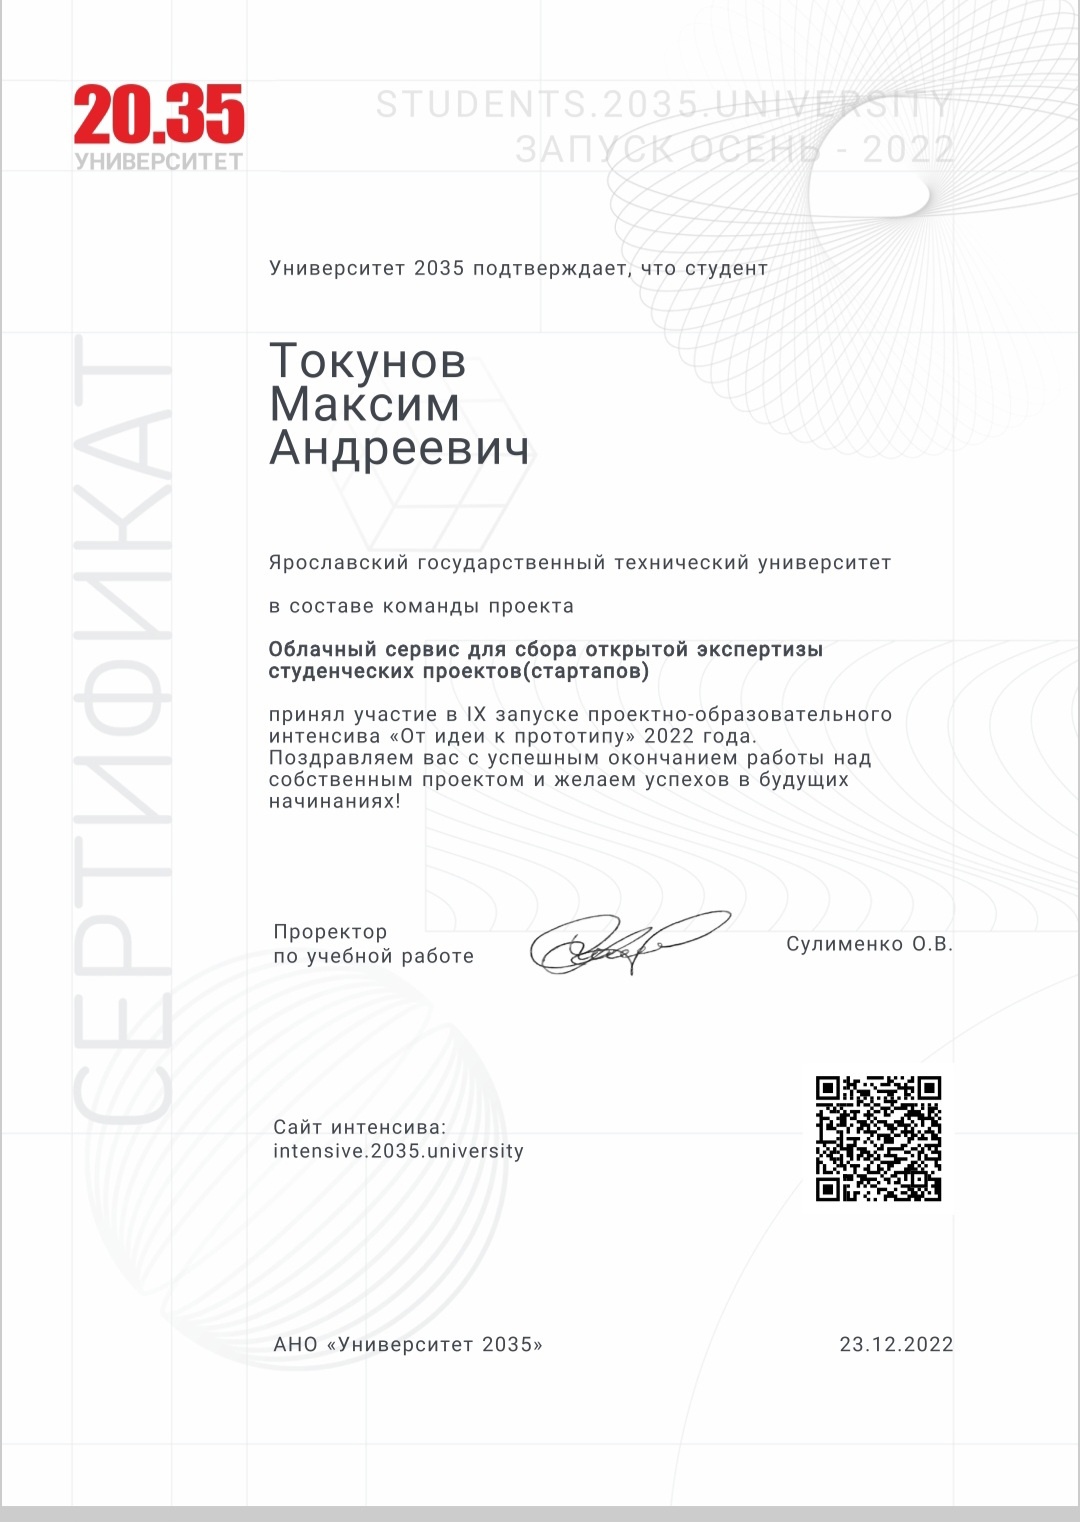 20.35
УНИВЕРСИТЕТ
STUDENTS.2035.UNIVERSITY
ЗАПУСК ОСЕНЬ - 2022
СЕРТИФИКАТ
Университет 2035 подтверждает, что студент
Токунов
Максим
Андреевич
Ярославский государственный технический университет
в составе команды проекта
Облачный сервис для сбора открытой экспертизы
студенческих проектов(стартапов)
принял участие в IX запуске проектно-образовательного
интенсива «От идеи к прототипу» 2022 года.
Поздравляем вас с успешным окончанием работы над
собственным проектом и желаем успехов в будущих
начинаниях!
Проректор
по учебной работе
Сулименко О.В.
Сайт интенсива:
intensive.2035.university
АНО «Университет 2035»
23.12.2022